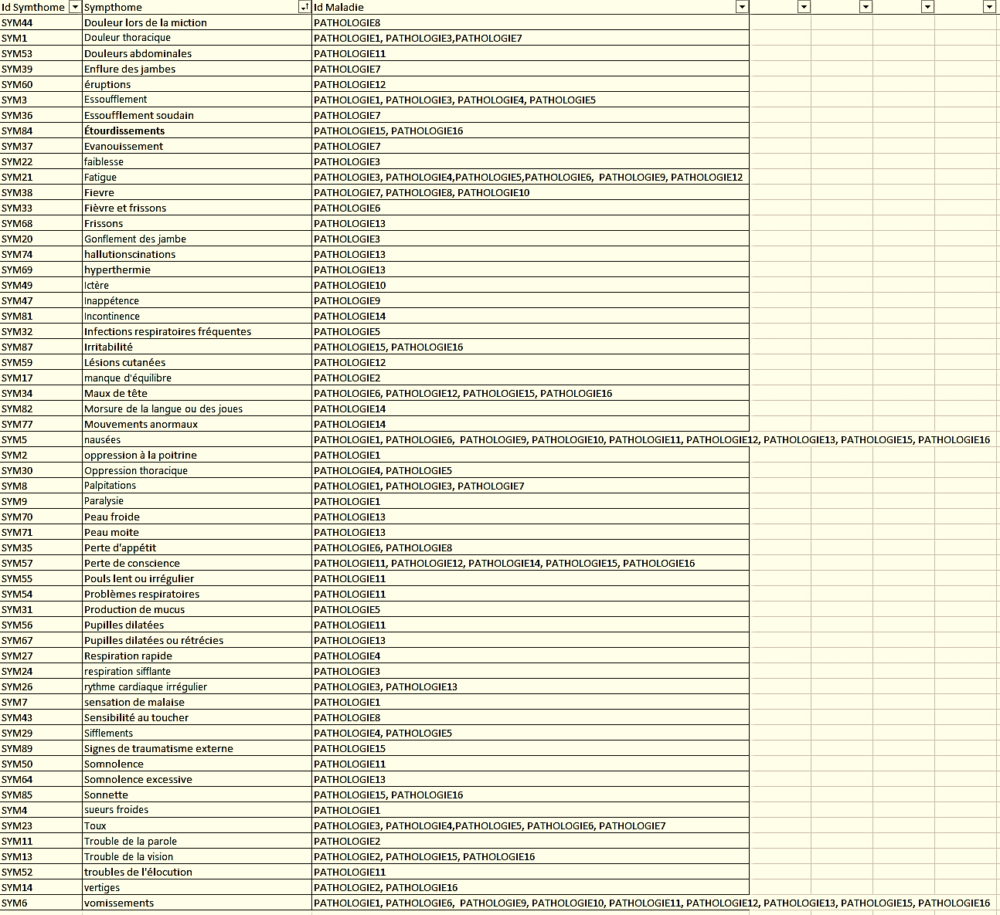 Id Symthome Sympthome Id Maladie
SYM44 Douleur lors de la miction PATHOLOGIE8
SYM1 Douleur thoracique PATHOLOGIE1, PATHOLOGIE3,PATHOLOGIE7
SYM53 Douleurs abdominales PATHOLOGIE11
SYM39 Enflure des jambes PATHOLOGIE7
SYM60 éruptions PATHOLOGIE12
SYM3 Essoufflement PATHOLOGIE1, PATHOLOGIE3, PATHOLOGIE4, PATHOLOGIE5
SYM36 Essoufflement soudain PATHOLOGIE7
SYM84 Étourdissements PATHOLOGIE15, PATHOLOGIE16
SYM37 Evanouissement PATHOLOGIE7
SYM22 faiblesse PATHOLOGIE3
SYM21 Fatigue PATHOLOGIE3, PATHOLOGIE4,PATHOLOGIE5,PATHOLOGIE6,  PATHOLOGIE9, PATHOLOGIE12
SYM38 Fievre PATHOLOGIE7, PATHOLOGIE8, PATHOLOGIE10
SYM33 Fièvre et frissons PATHOLOGIE6
SYM68 Frissons PATHOLOGIE13
SYM20 Gonflement des jambe PATHOLOGIE3
SYM74 hallutionscinations PATHOLOGIE13
SYM69 hyperthermie PATHOLOGIE13
SYM49 Ictère PATHOLOGIE10
SYM47 Inappétence PATHOLOGIE9
SYM81 Incontinence PATHOLOGIE14
SYM32 Infections respiratoires fréquentes PATHOLOGIE5
SYM87 Irritabilité PATHOLOGIE15, PATHOLOGIE16
SYM59 Lésions cutanées PATHOLOGIE12
SYM17 manque d'équilibre PATHOLOGIE2
SYM34 Maux de tête PATHOLOGIE6, PATHOLOGIE12, PATHOLOGIE15, PATHOLOGIE16
SYM82 Morsure de la langue ou des joues PATHOLOGIE14
SYM77 Mouvements anormaux PATHOLOGIE14
SYM5 nausées PATHOLOGIE1, PATHOLOGIE6,  PATHOLOGIE9, PATHOLOGIE10, PATHOLOGIE11, PATHOLOGIE12, PATHOLOGIE13, PATHOLOGIE15, PATHOLOGIE16
SYM2 oppression à la poitrine PATHOLOGIE1
SYM30 Oppression thoracique PATHOLOGIE4, PATHOLOGIE5
SYM8 Palpitations PATHOLOGIE1, PATHOLOGIE3, PATHOLOGIE7
SYM9 Paralysie PATHOLOGIE1
SYM70 Peau froide PATHOLOGIE13
SYM71 Peau moite PATHOLOGIE13
SYM35 Perte d'appétit PATHOLOGIE6, PATHOLOGIE8
SYM57 Perte de conscience PATHOLOGIE11, PATHOLOGIE12, PATHOLOGIE14, PATHOLOGIE15, PATHOLOGIE16
SYM55 Pouls lent ou irrégulier PATHOLOGIE11
SYM54 Problèmes respiratoires PATHOLOGIE11
SYM31 Production de mucus PATHOLOGIE5
SYM56 Pupilles dilatées PATHOLOGIE11
SYM67 Pupilles dilatées ou rétrécies PATHOLOGIE13
SYM27 Respiration rapide PATHOLOGIE4
SYM24 respiration sifflante PATHOLOGIE3
SYM26 rythme cardiaque irrégulier PATHOLOGIE3, PATHOLOGIE13
SYM7 sensation de malaise PATHOLOGIE1
SYM43 Sensibilité au toucher PATHOLOGIE8
SYM29 Sifflements PATHOLOGIE4, PATHOLOGIE5
SYM89 Signes de traumatisme externe PATHOLOGIE15
SYM50 Somnolence PATHOLOGIE11
SYM64 Somnolence excessive PATHOLOGIE13
SYM85 Sonnette PATHOLOGIE15, PATHOLOGIE16
SYM4 sueurs froides PATHOLOGIE1
SYM23 Toux PATHOLOGIE3, PATHOLOGIE4,PATHOLOGIE5, PATHOLOGIE6, PATHOLOGIE7
SYM11 Trouble de la parole PATHOLOGIE2
SYM13 Trouble de la vision PATHOLOGIE2, PATHOLOGIE15, PATHOLOGIE16
SYM52 troubles de l'élocution PATHOLOGIE11
SYM14 vertiges PATHOLOGIE2, PATHOLOGIE16
SYM6 vomissements PATHOLOGIE1, PATHOLOGIE6,  PATHOLOGIE9, PATHOLOGIE10, PATHOLOGIE11, PATHOLOGIE12, PATHOLOGIE13, PATHOLOGIE15, PATHOLOGIE16